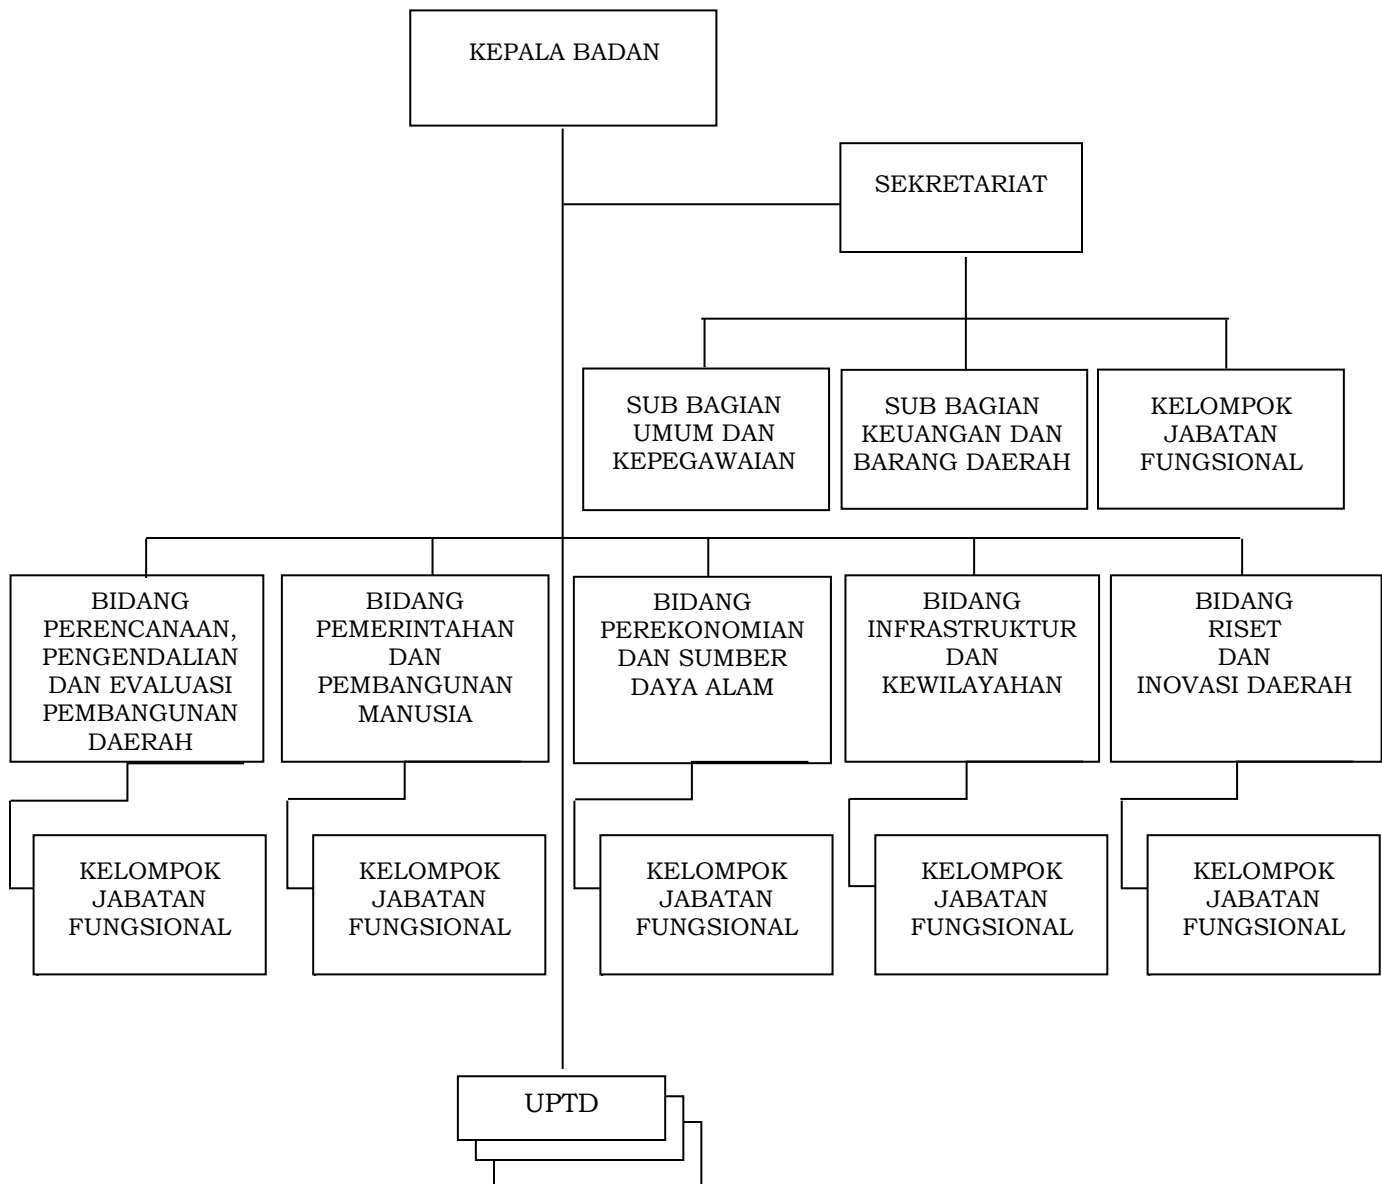 KEPALA BADAN
SEKRETARIAT
SUB BAGIAN
UMUM DAN
KEPEGAWAIAN
SUB BAGIAN
KEUANGAN DAN
BARANG DAERAH
KELOMPOK
JABATAN
FUNGSIONAL
BIDANG
PERENCANAAN,
PENGENDALIAN
DAN EVALUASI
PEMBANGUNAN
DAERAH
BIDANG
PEMERINTAHAN
DAN
PEMBANGUNAN
MANUSIA
BIDANG
PEREKONOMIAN
DAN SUMBER
DAYA ALAM
BIDANG
INFRASTRUKTUR
DAN
KEWILAYAHAN
BIDANG
RISET
DAN
INOVASI DAERAH
KELOMPOK
JABATAN
FUNGSIONAL
KELOMPOK
JABATAN
FUNGSIONAL
KELOMPOK
JABATAN
FUNGSIONAL
KELOMPOK
JABATAN
FUNGSIONAL
KELOMPOK
JABATAN
FUNGSIONAL
UPTD